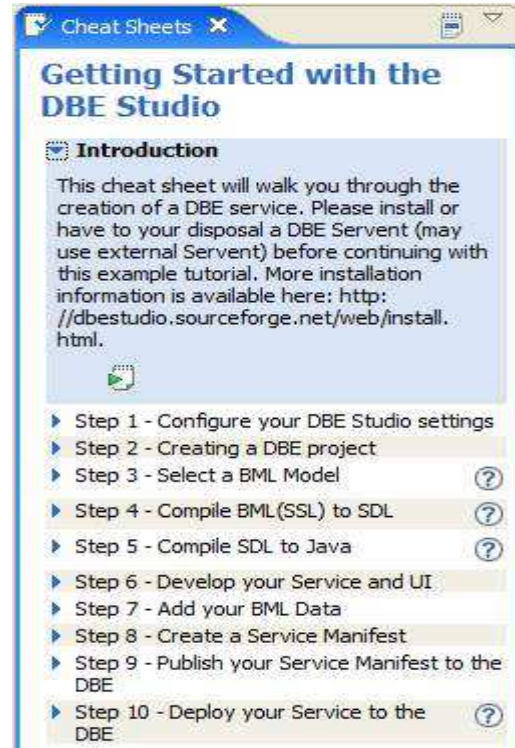 Cheat Sheets
Getting Started with the
DBE Studio
Introduction
This cheat sheet will walk you through the
creation of a DBE service. Please install or
have to your disposal a DBE Servent (may
use external Servent) before continuing with
this example tutorial. More installation
information is available here: http:
//dbestudio.sourceforge.net/web/install.
html.
Step 1 - Configure your DBE Studio settings
Step 2 - Creating a DBE project
Step 3 - Select a BML Model
Step 4 - Compile BML(SSL) to SDL
Step 5 - Compile SDL to Java
Step 6 - Develop your Service and UI
Step 7 - Add your BML Data
Step 8 - Create a Service Manifest
Step 9 - Publish your Service Manifest to the
DBE
Step 10 - Deploy your Service to the
DBE